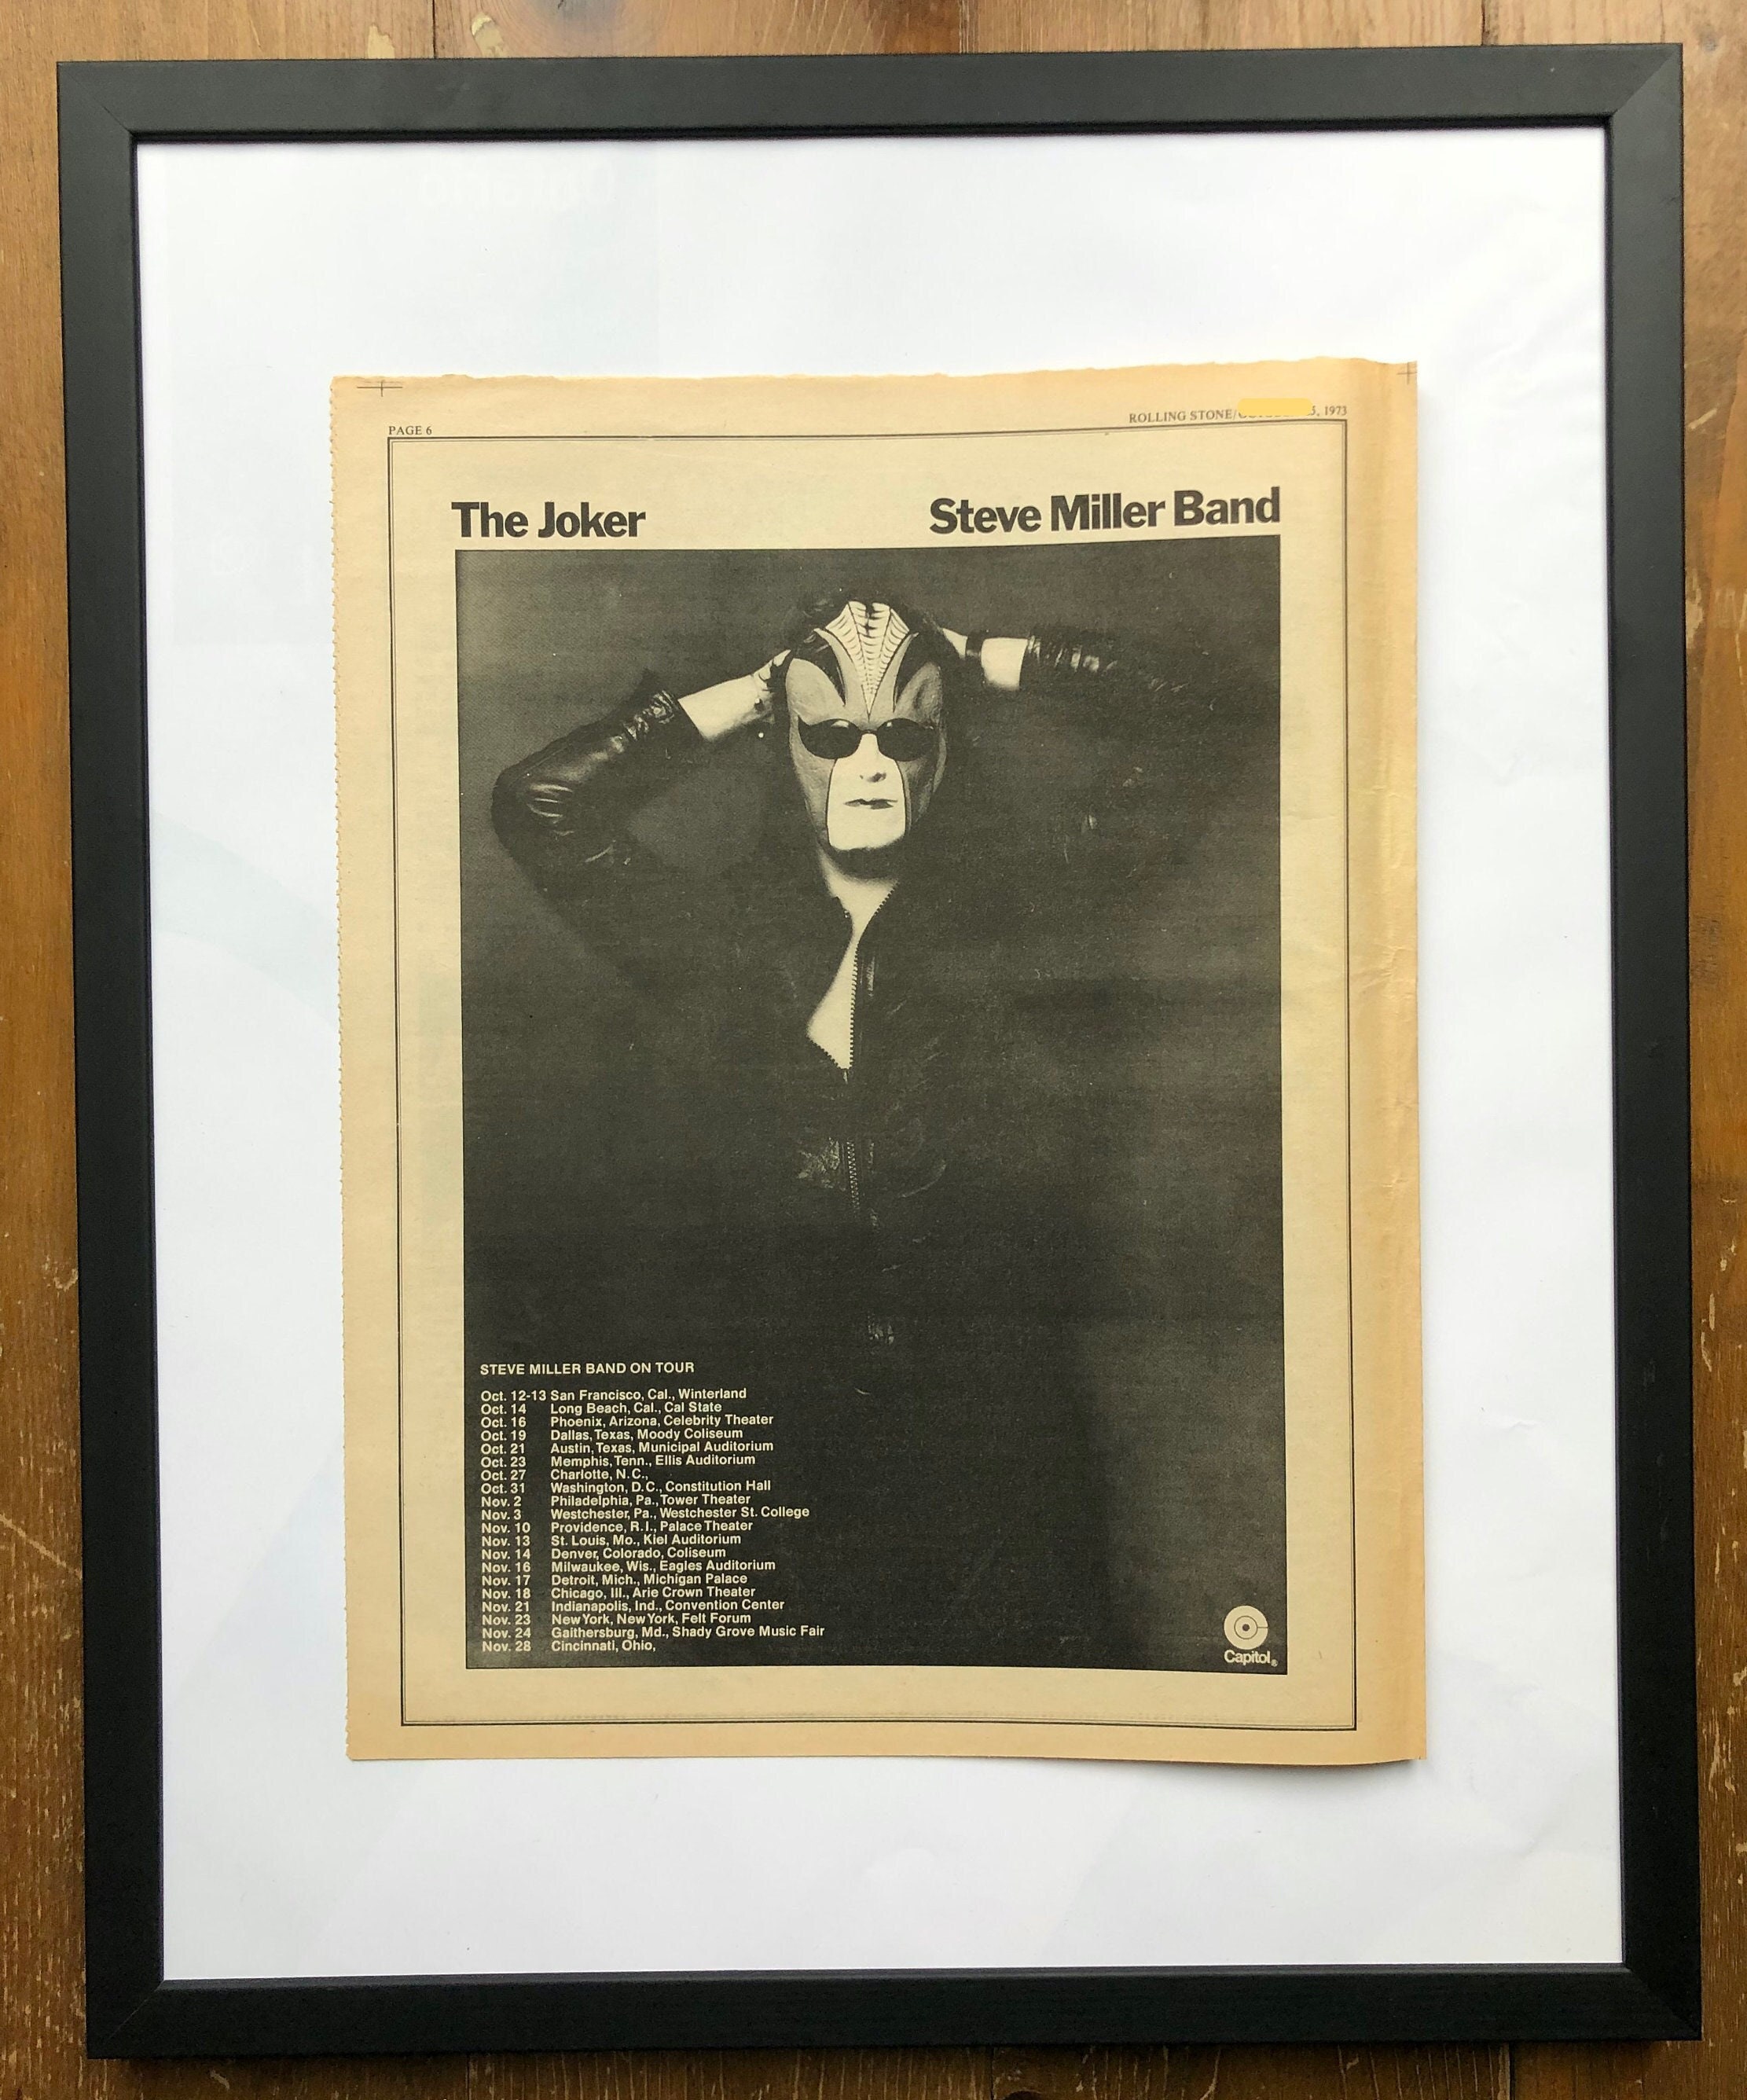 PAGE 6
ROLLING STONE/ 5, 1973
The Joker
Steve Miller Band
STEVE MILLER BAND ON TOUR
Oct. 12-13 San Francisco, Cal., Winterland
Oct. 14 Long Beach, Cal., Cal State
Oct. 16 Phoenix, Arizona, Celebrity Theater
Oct. 19 Dallas, Texas, Moody Coliseum
Oct. 21 Austin, Texas, Municipal Auditorium
Oct. 23 Memphis, Tenn., Ellis Auditorium
Oct. 27 Charlotte, N.C.,
Oct. 31 Washington, D.C., Constitution Hall
Nov. 2 Philadelphia, Pa., Tower Theater
Nov. 3 Westchester, Pa., Westchester St. College
Nov. 10 Providence, R.I., Palace Theater
Nov. 13 St. Louis, Mo., Kiel Auditorium
Nov. 14 Denver, Colorado, Coliseum
Nov. 16 Milwaukee, Wis., Eagles Auditorium
Nov. 17 Detroit, Mich., Michigan Palace
Nov. 18 Chicago, Ill., Arie Crown Theater
Nov. 21 Indianapolis, Ind., Convention Center
Nov. 23 New York, New York, Felt Forum
Nov. 24 Gaithersburg, Md., Shady Grove Music Fair
Nov. 28 Cincinnati, Ohio,
Capitol®